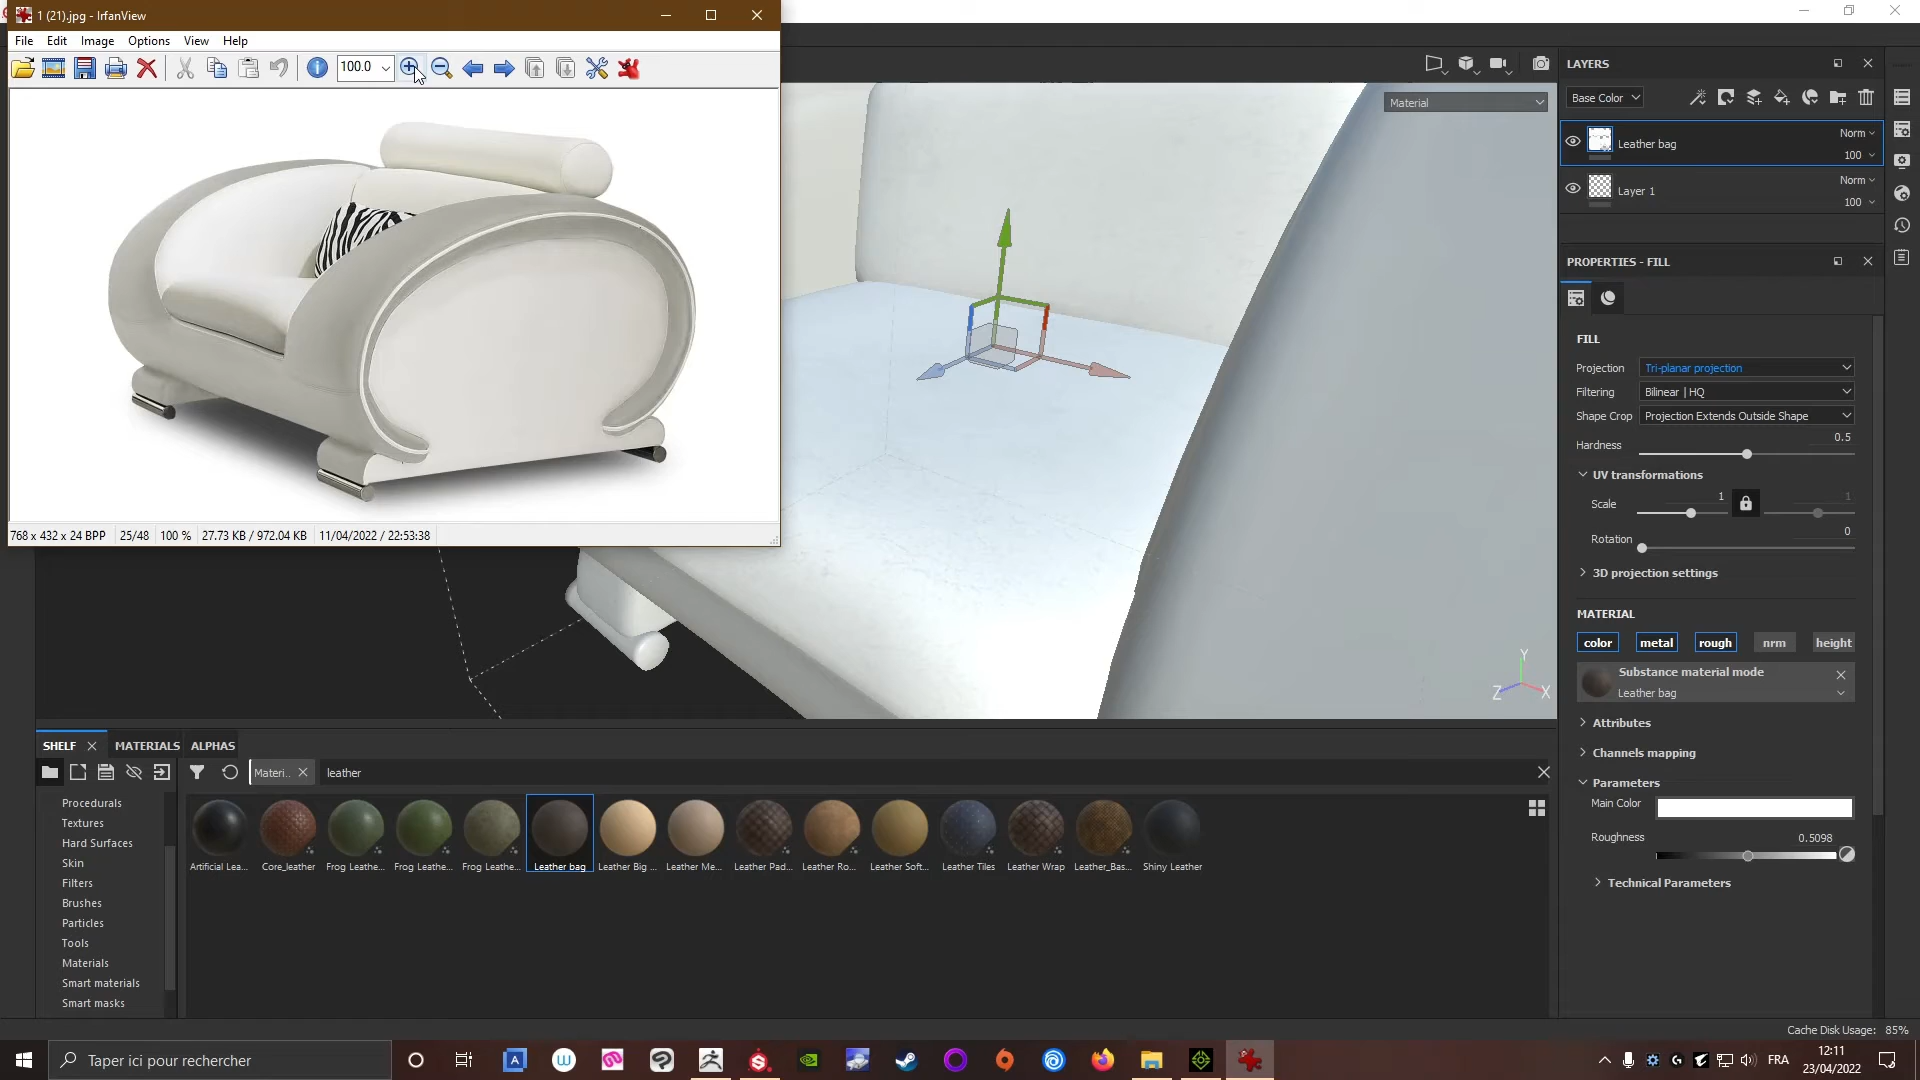 1 (21).jpg - IrfanView
File Edit Image Options View Help
100.0
768 x 432 x 24 BPP 25/48 100 % 27.73 KB / 972.04 KB 11/04/2022 / 22:53:38
Material
Y
Z X
LAYERS
Base Color
Leather bag Norm 100
Layer 1 Norm 100
PROPERTIES - FILL
FILL
Projection Tri-planar projection
Filtering Bilinear | HQ
Shape Crop Projection Extends Outside Shape
Hardness 0.5
UV transformations
Scale 1 1
Rotation 0
3D projection settings
MATERIAL
color metal rough nrm height
Substance material mode
Leather bag
Attributes
Channels mapping
Parameters
Main Color
Roughness 0.5098
Technical Parameters
SHELF MATERIALS ALPHAS
Materi.. leather
Procedurals
Textures
Hard Surfaces
Skin
Filters
Brushes
Particles
Tools
Materials
Smart materials
Smart masks
Artificial Lea... Core_leather Frog Leathe... Frog Leathe... Frog Leathe... Leather bag Leather Big ... Leather Me... Leather Pad... Leather Ro... Leather Soft... Leather Tiles Leather Wrap Leather_Bas... Shiny Leather
Cache Disk Usage: 85%
Taper ici pour rechercher
FRA
12:11
23/04/2022